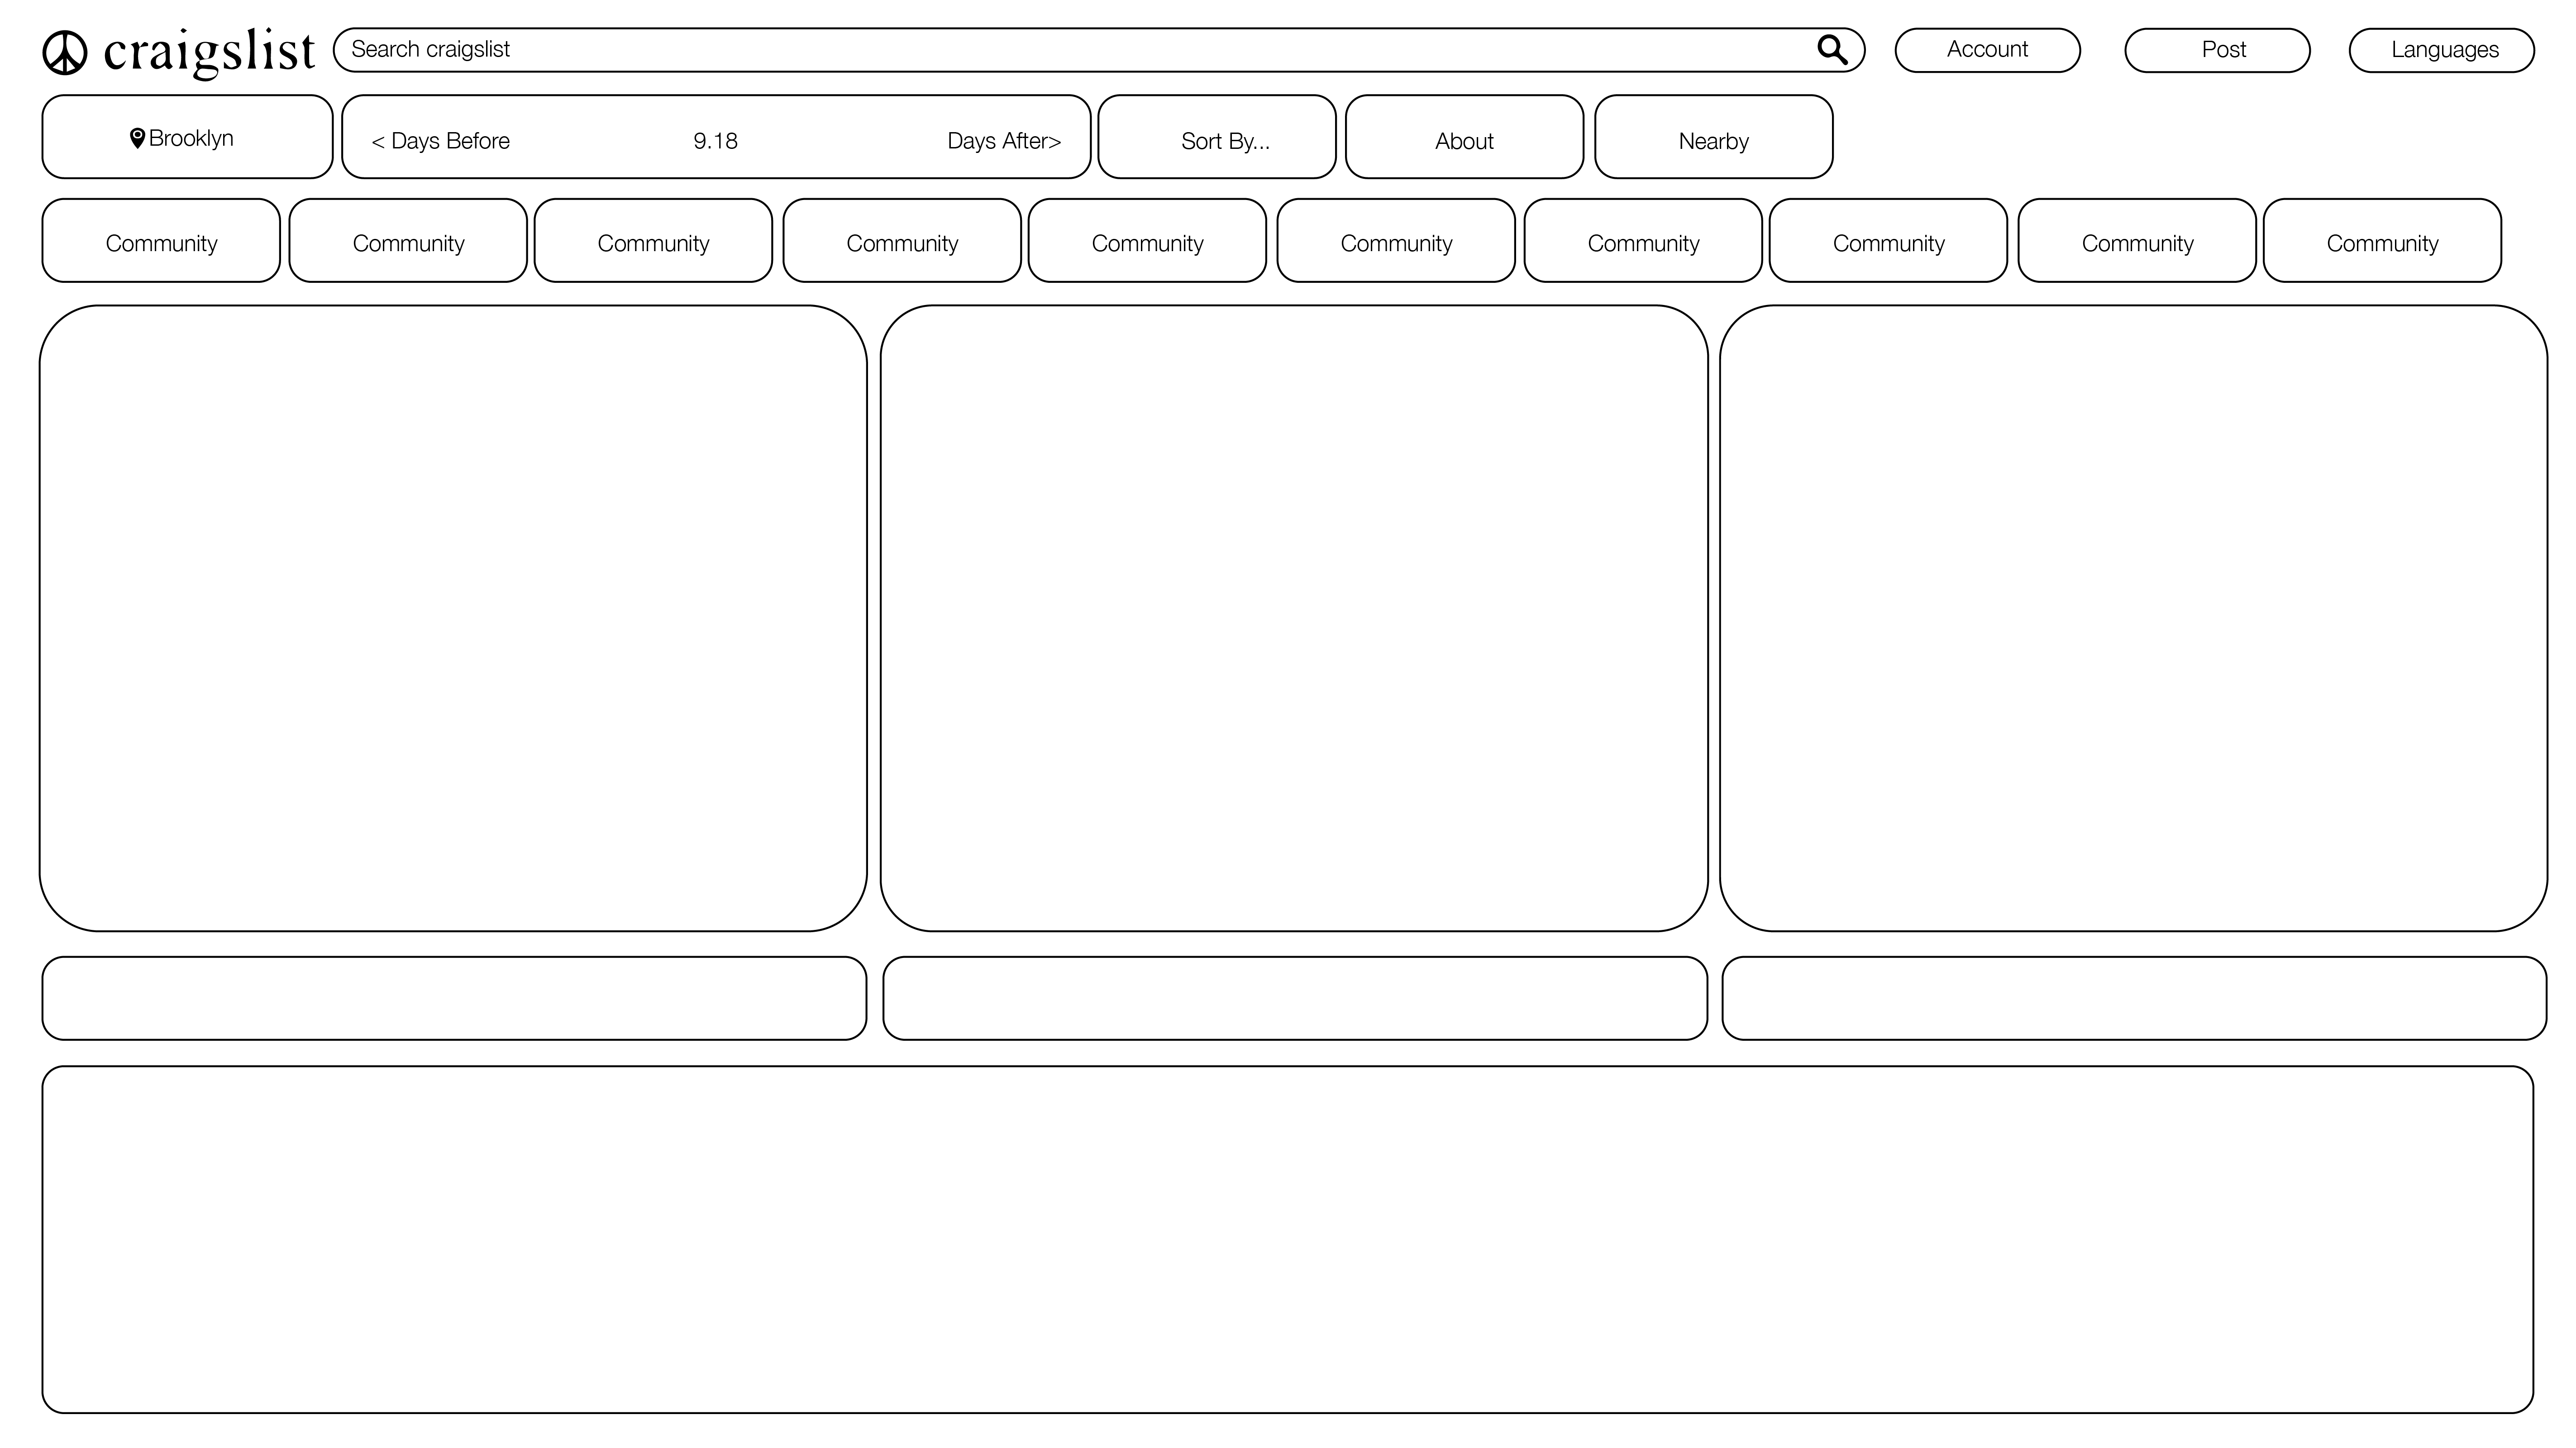 craigslist Search craigslist Account Post Languages
Brooklyn < Days Before 9.18 Days After> Sort By... About Nearby
Community Community Community Community Community Community Community Community Community Community